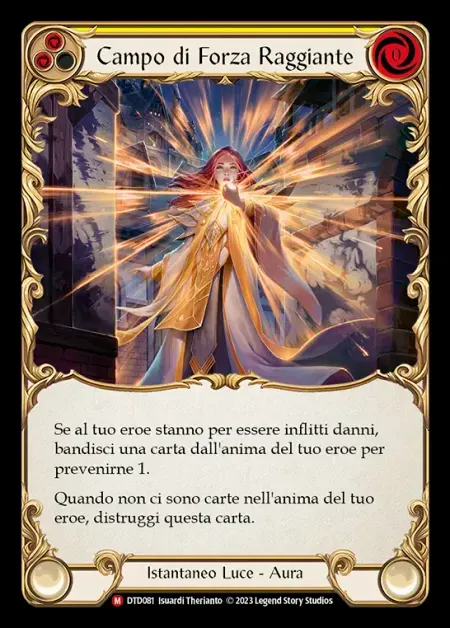 Campo di Forza Raggiante
0
Se al tuo eroe stanno per essere inflitti danni,
bandisci una carta dall'anima del tuo eroe per
prevenirne 1.
Quando non ci sono carte nell'anima del tuo
eroe, distruggi questa carta.
Istantaneo Luce - Aura
M DTD081 Isuardi Therianto © 2023 Legend Story Studios